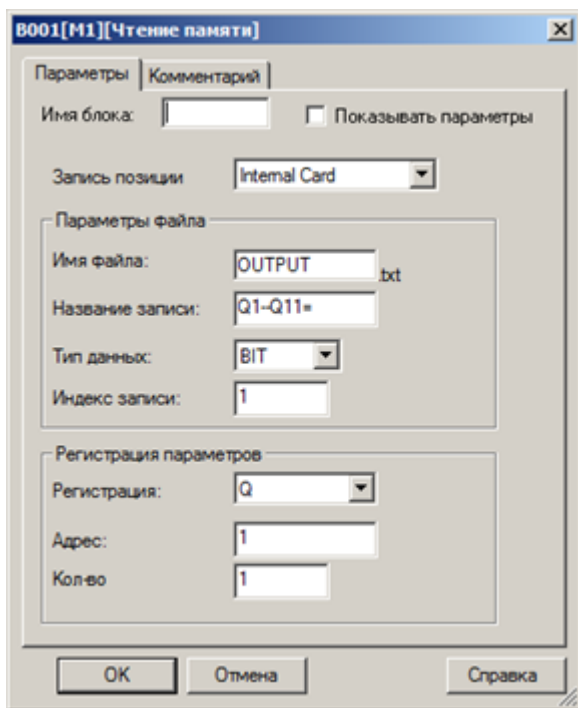 B001[M1][Чтение памяти]
Параметры Комментарий
Имя блока: Показывать параметры
Запись позиции Internal Card
Параметры файла
Имя файла: OUTPUT .txt
Название записи: Q1--Q11=
Тип данных: BIT
Индекс записи: 1
Регистрация параметров
Регистрация: Q
Адрес: 1
Кол-во 1
OK Отмена Справка